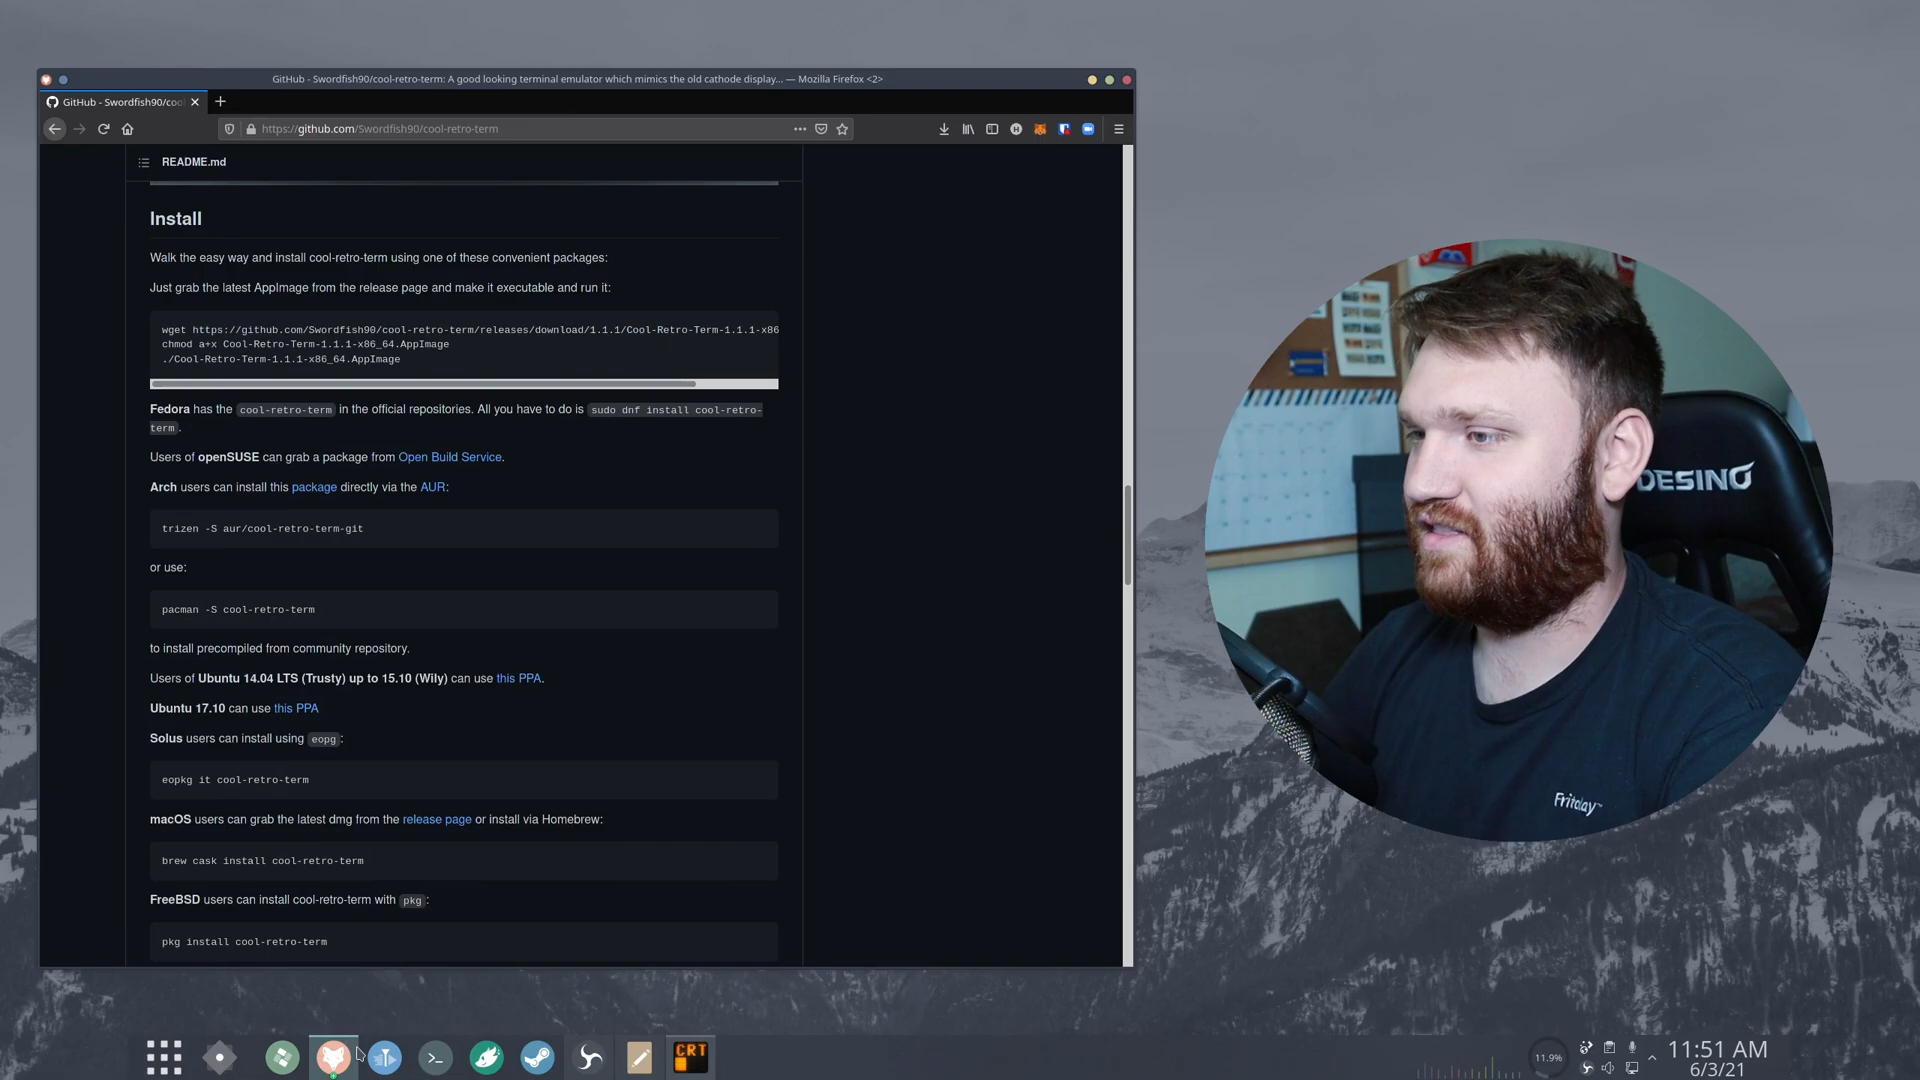 GitHub - Swordfish90/cool-retro-term: A good looking terminal emulator which mimics the old cathode display... — Mozilla Firefox <2>
GitHub - Swordfish90/coo
https://github.com/Swordfish90/cool-retro-term
README.md
Install
Walk the easy way and install cool-retro-term using one of these convenient packages:
Just grab the latest AppImage from the release page and make it executable and run it:
wget https://github.com/Swordfish90/cool-retro-term/releases/download/1.1.1/Cool-Retro-Term-1.1.1-x86
chmod a+x Cool-Retro-Term-1.1.1-x86_64.AppImage
./Cool-Retro-Term-1.1.1-x86_64.AppImage
Fedora has the cool-retro-term in the official repositories. All you have to do is sudo dnf install cool-retro-
term.
Users of openSUSE can grab a package from Open Build Service.
Arch users can install this package directly via the AUR:
trizen -S aur/cool-retro-term-git
or use:
pacman -S cool-retro-term
to install precompiled from community repository.
Users of Ubuntu 14.04 LTS (Trusty) up to 15.10 (Wily) can use this PPA.
Ubuntu 17.10 can use this PPA
Solus users can install using eopg:
eopkg it cool-retro-term
macOS users can grab the latest dmg from the release page or install via Homebrew:
brew cask install cool-retro-term
FreeBSD users can install cool-retro-term with pkg:
pkg install cool-retro-term
DESINO
Fritolay™
CRT
11.9%
11:51 AM
6/3/21